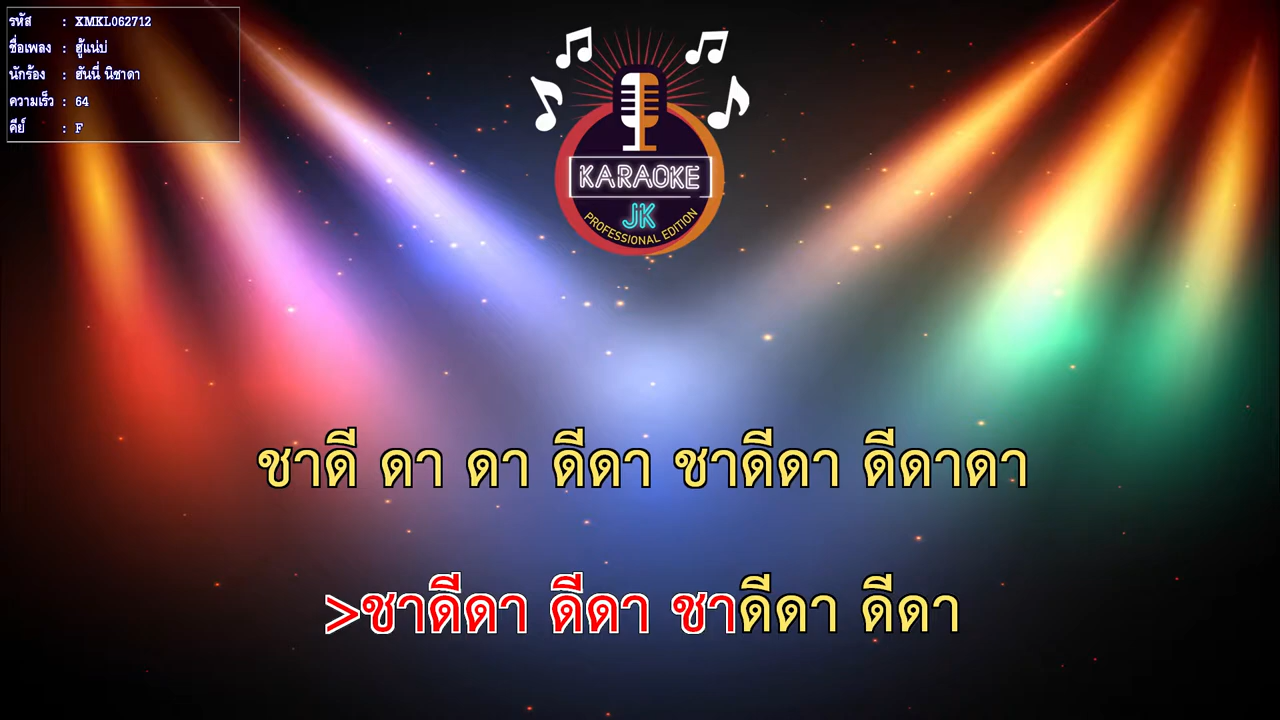 รหัส : XMKL062712
ชื่อเพลง : ฮู้แน่บ่
นักร้อง : ฮันนี่ นิชาดา
ความเร็ว : 64
คีย์ : F
KARAOKE
JK
PROFESSIONAL EDITION
ชาดี ดา ดา ดีดา ชาดีดา ดีดาดา
>ชาดีดา ดีดา ชาดีดา ดีดา